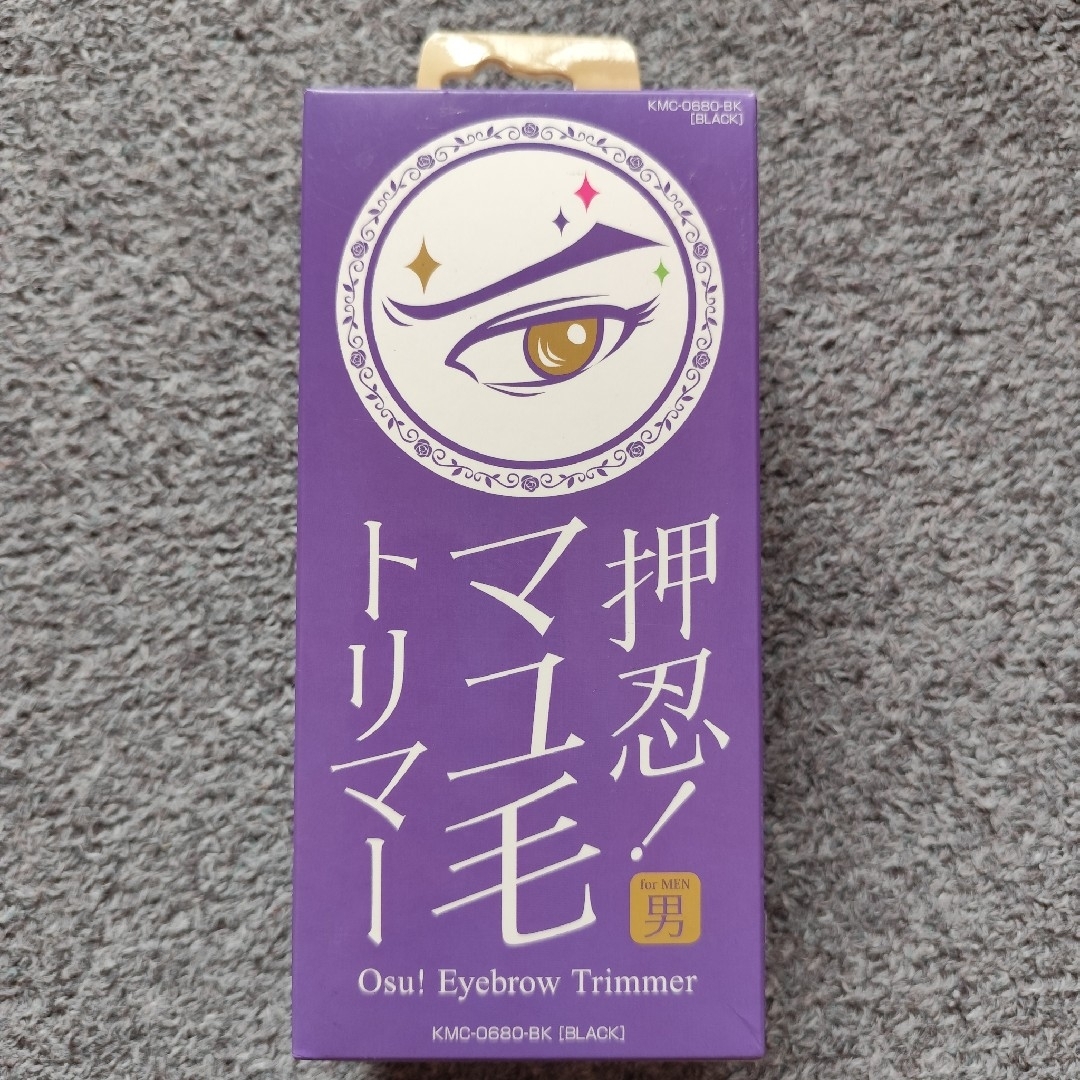 KMC-0680-BK
[BLACK]
押忍!
マユ毛
トリマー
for MEN
男
Osu! Eyebrow Trimmer
KMC-0680-BK [BLACK]